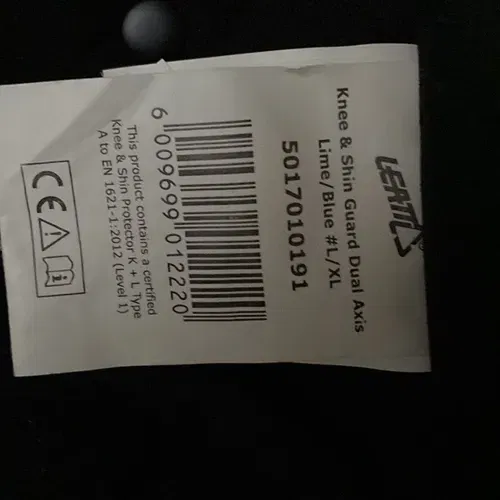 LEATT
Knee & Shin Guard Dual Axis
Lime/Blue #L/XL
5017010191
6 009699 012220
This product contains a certified
Knee & Shin Protector K + L Type
A to EN 1621-1:2012 (Level 1)
CE
i